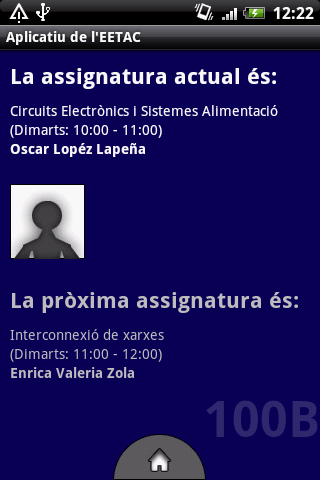 12:22
Aplicatiu de l'EETAC
La assignatura actual és:
Circuits Electrònics i Sistemes Alimentació
(Dimarts: 10:00 - 11:00)
Oscar Lopéz Lapeña
La pròxima assignatura és:
Interconnexió de xarxes
(Dimarts: 11:00 - 12:00)
Enrica Valeria Zola
100B